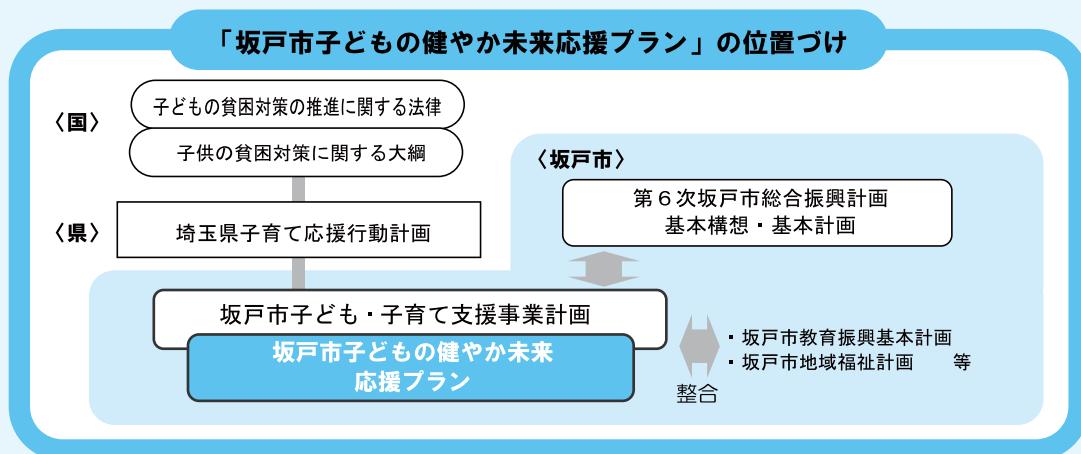 「坂戸市子どもの健やか未来応援プラン」の位置づけ
〈国〉
子どもの貧困対策の推進に関する法律
子供の貧困対策に関する大綱
〈県〉
埼玉県子育て応援行動計画
〈坂戸市〉
第６次坂戸市総合振興計画
基本構想・基本計画
坂戸市子ども・子育て支援事業計画
坂戸市子どもの健やか未来
応援プラン
整合
・坂戸市教育振興基本計画
・坂戸市地域福祉計画　　等